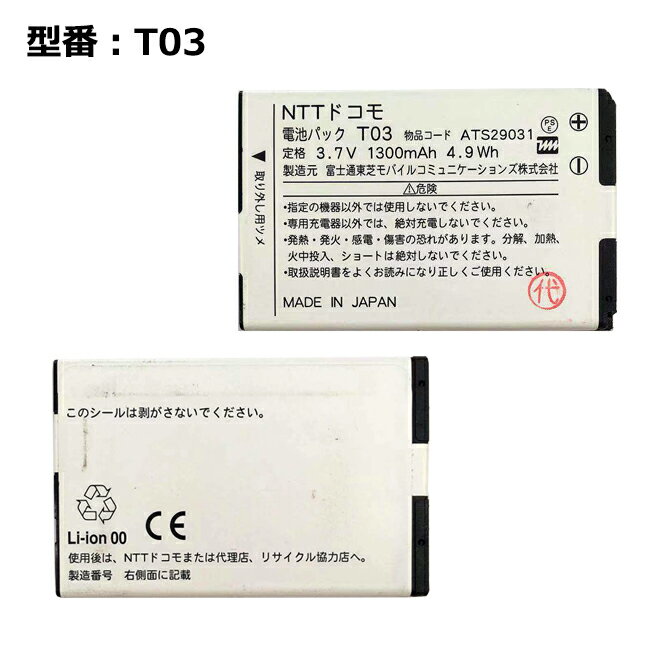 型番：T03
NTTドコモ
電池パック T03 物品コード ATS29031
定格 3.7V 1300mAh 4.9Wh
製造元 富士通東芝モバイルコミュニケーションズ株式会社
PS
E
＋
－
取り外し用ツメ
⚠危険
・指定の機器以外では使用しないでください。
・専用充電器以外では、絶対充電しないでください。
・発熱・発火・感電・傷害の恐れがあります。分解、加熱、
火中投入、ショートは絶対しないでください。
・取扱説明書をよくお読みになり正しくご使用ください。
MADE IN JAPAN
代
このシールは剥がさないでください。
Li-ion 00
CE
使用後は、NTTドコモまたは代理店、リサイクル協力店へ。
製造番号 右側面に記載